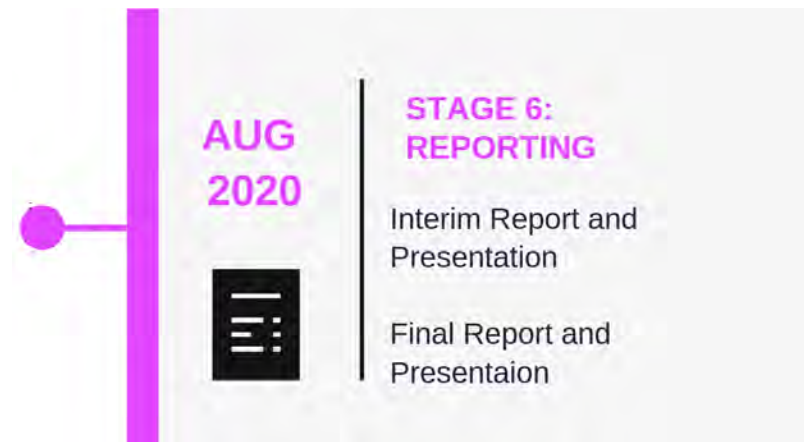 AUG
2020
STAGE 6:
REPORTING
Interim Report and
Presentation
Final Report and
Presentaion